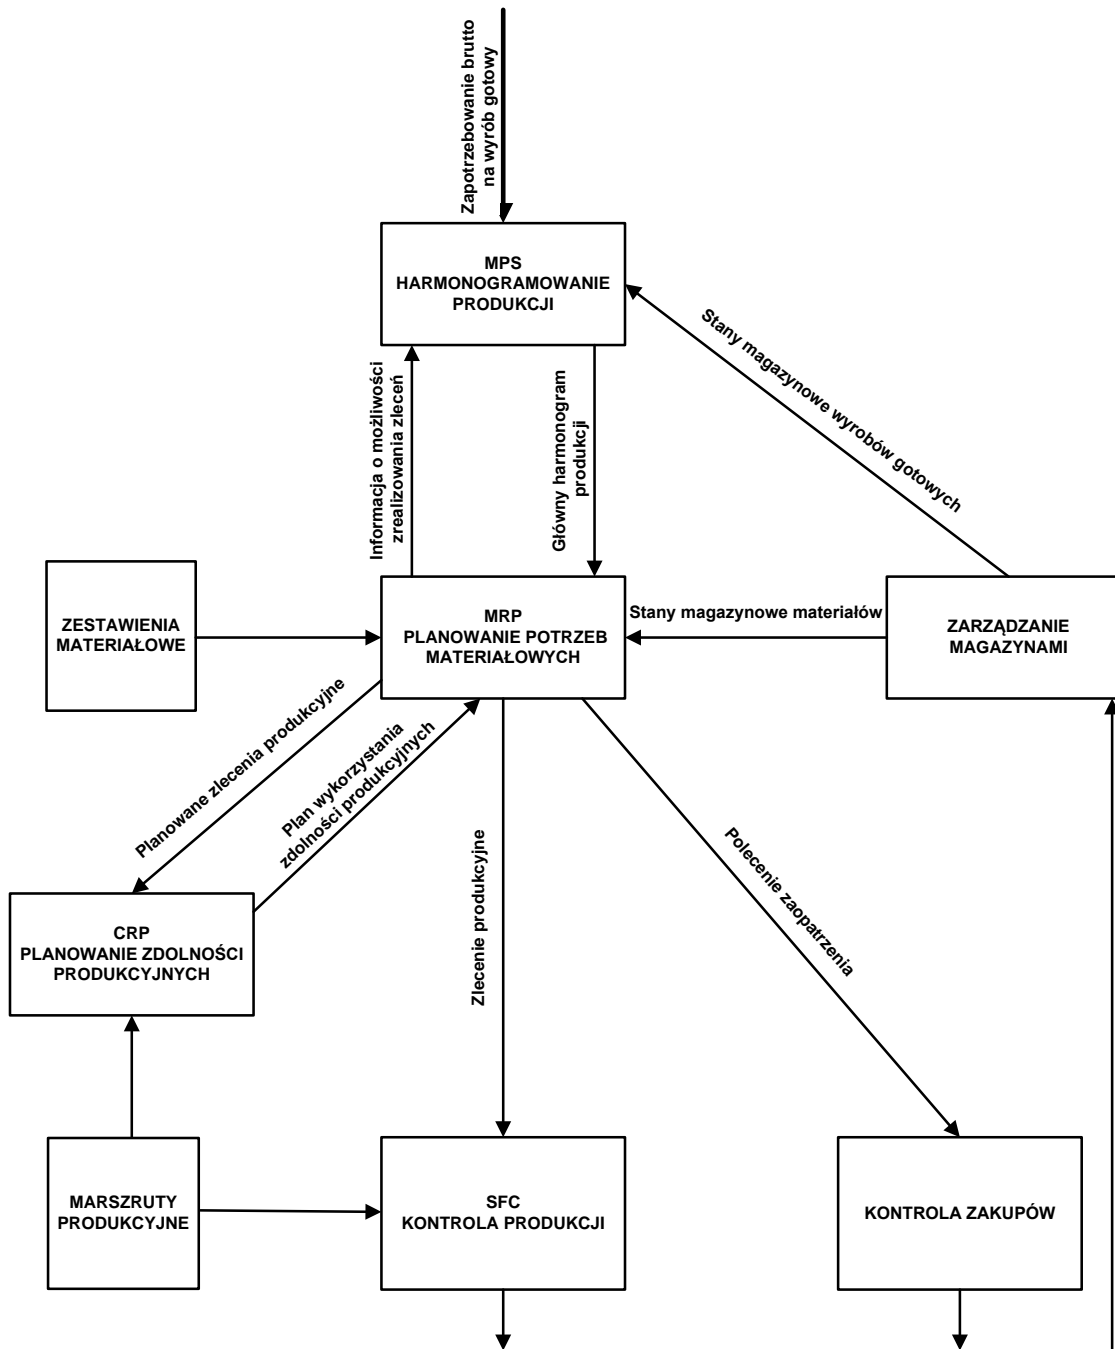 Zapotrzebowanie brutto
na wyrób gotowy
MPS
HARMONOGRAMOWANIE
PRODUKCJI
Stany magazynowe wyrobów gotowych
Informacja o możliwości
zrealizowania zleceń
Główny harmonogram
produkcji
ZESTAWIENIA
MATERIAŁOWE
MRP
PLANOWANIE POTRZEB
MATERIAŁOWYCH
Stany magazynowe materiałów
ZARZĄDZANIE
MAGAZYNAMI
Planowane zlecenia produkcyjne
Plan wykorzystania
zdolności produkcyjnych
Zlecenie produkcyjne
Polecenie zaopatrzenia
CRP
PLANOWANIE ZDOLNOŚCI
PRODUKCYJNYCH
MARSZRUTY
PRODUKCYJNE
SFC
KONTROLA PRODUKCJI
KONTROLA ZAKUPÓW